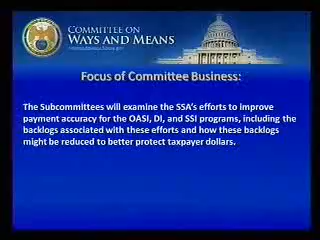 COMMITTEE ON
WAYS AND MEANS
Focus of Committee Business:
The Subcommittees will examine the SSA's efforts to improve
payment accuracy for the OASI, DI, and SSI programs, including the
backlogs associated with these efforts and how these backlogs
might be reduced to better protect taxpayer dollars.